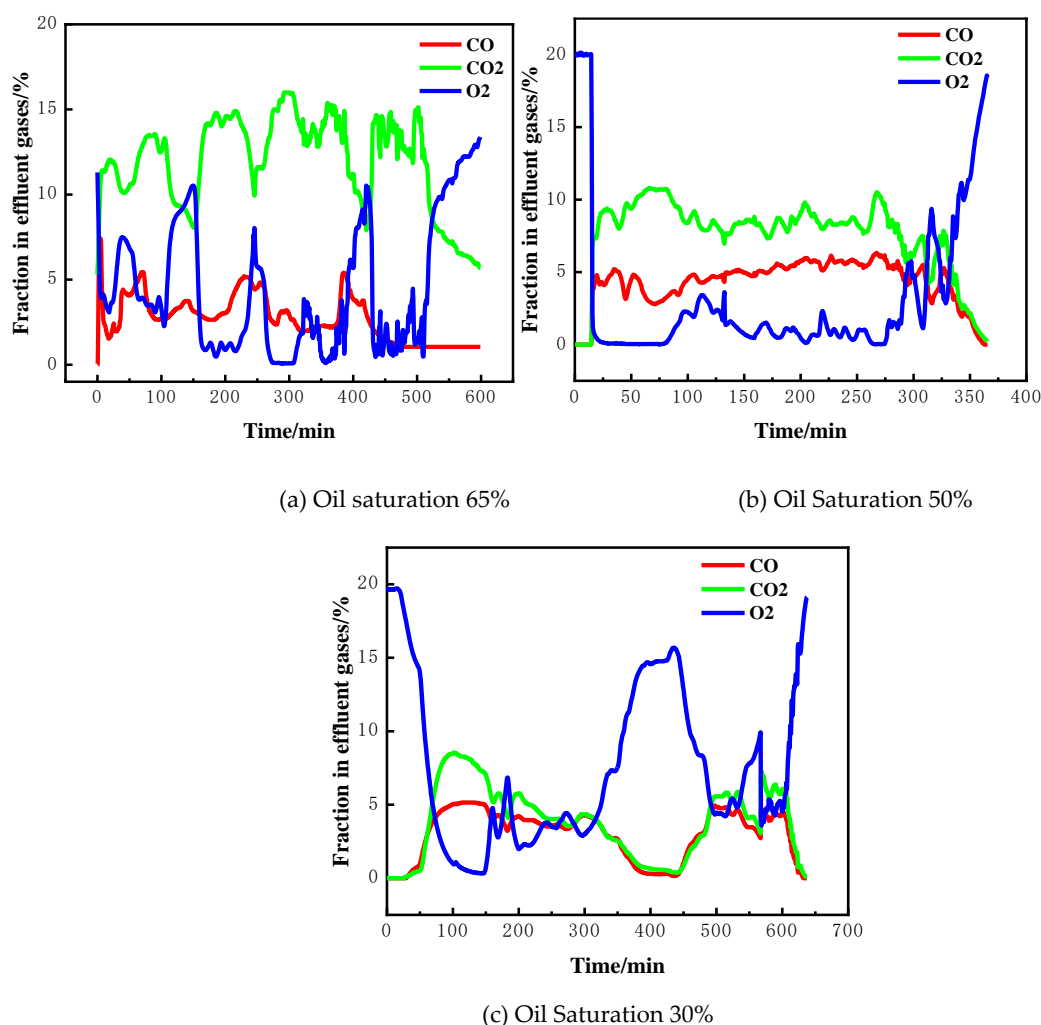 20
15
10
5
0
Fraction in effluent gases/%
CO
CO2
O2
0 100 200 300 400 500 600
Time/min
(a) Oil saturation 65%
20
15
10
5
0
Fraction in effluent gases/%
CO
CO2
O2
0 50 100 150 200 250 300 350 400
Time/min
(b) Oil Saturation 50%
20
15
10
5
0
Fraction in effluent gases/%
CO
CO2
O2
0 100 200 300 400 500 600 700
Time/min
(c) Oil Saturation 30%